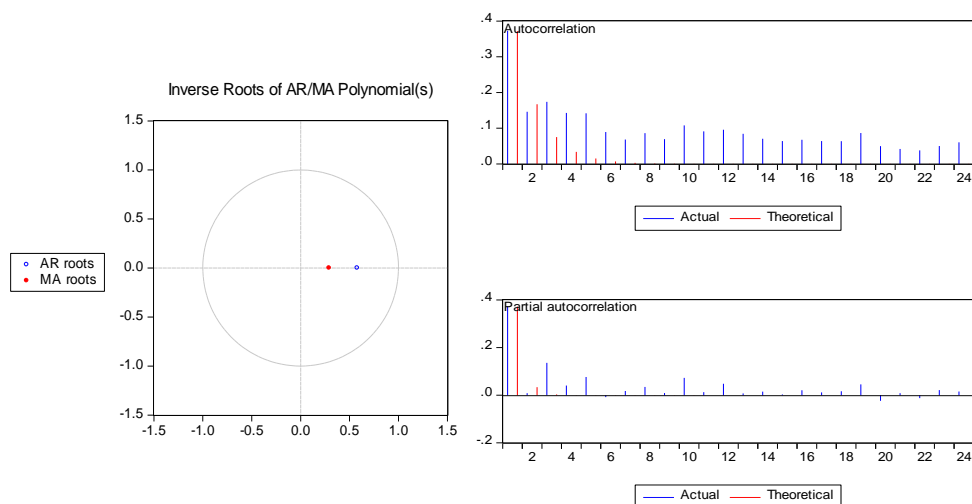 Inverse Roots of AR/MA Polynomial(s)
1.5
1.0
0.5
0.0
-0.5
-1.0
-1.5
-1.5 -1.0 -0.5 0.0 0.5 1.0 1.5
AR roots
MA roots
Autocorrelation
.4
.3
.2
.1
.0
2 4 6 8 10 12 14 16 18 20 22 24
Actual Theoretical
Partial autocorrelation
.4
.2
.0
-.2
2 4 6 8 10 12 14 16 18 20 22 24
Actual Theoretical